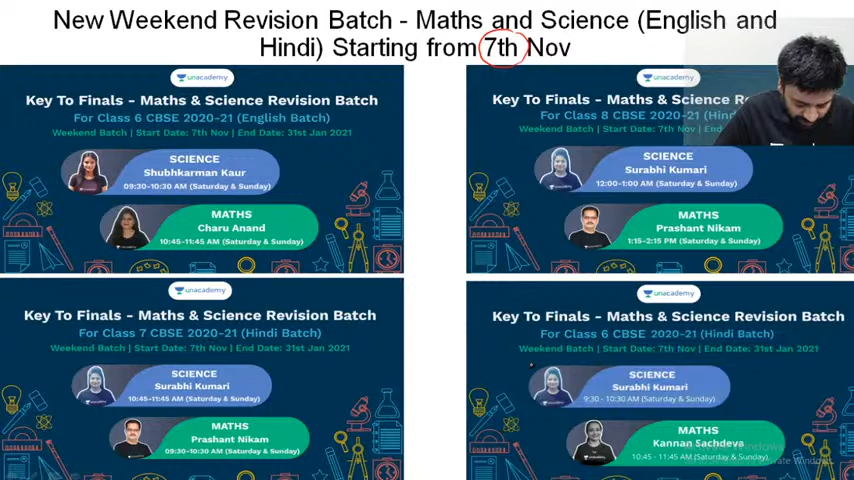 New Weekend Revision Batch - Maths and Science (English and
Hindi) Starting from 7th Nov
unacademy
Key To Finals - Maths & Science Revision Batch
For Class 6 CBSE 2020-21 (English Batch)
Weekend Batch | Start Date: 7th Nov | End Date: 31st Jan 2021
SCIENCE
Shubhkarman Kaur
09:30-10:30 AM (Saturday & Sunday)
MATHS
Charu Anand
10:45-11:45 AM (Saturday & Sunday)
unacademy
Key To Finals - Maths & Science
For Class 8 CBSE 2020-21
Weekend Batch | Start Date: 7th Nov |
SCIENCE
Surabhi Kumari
12:00-1:00 AM (Saturday & Sunday)
MATHS
Prashant Nikam
1:15-2:15 PM (Saturday & Sunday)
unacademy
Key To Finals - Maths & Science Revision Batch
For Class 7 CBSE 2020-21 (Hindi Batch)
Weekend Batch | Start Date: 7th Nov | End Date: 31st Jan 2021
SCIENCE
Surabhi Kumari
10:45-11:45 AM (Saturday & Sunday)
MATHS
Prashant Nikam
09:30-10:30 AM (Saturday & Sunday)
unacademy
Key To Finals - Maths & Science Revision Batch
For Class 6 CBSE 2020-21 (Hindi Batch)
Weekend Batch | Start Date: 7th Nov | End Date: 31st Jan 2021
SCIENCE
Surabhi Kumari
9:30 - 10:30 AM (Saturday & Sunday)
MATHS
Kannan Sachdeva
10:45 - 11:45 AM (Saturday & Sunday)